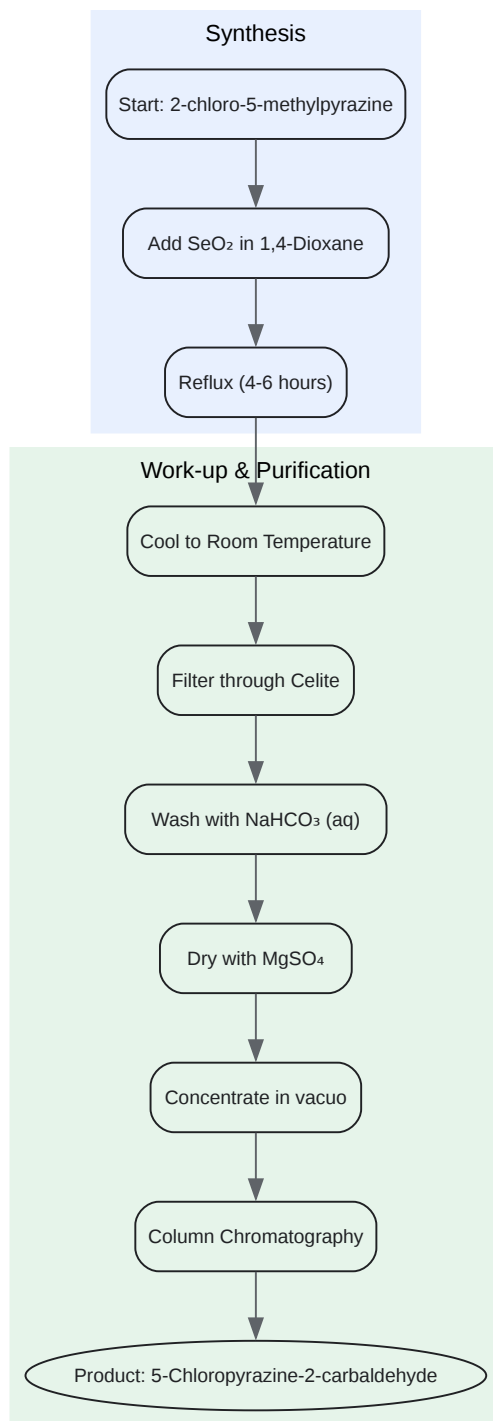 Synthesis
Start: 2-chloro-5-methylpyrazine
Add SeO₂ in 1,4-Dioxane
Reflux (4-6 hours)
Work-up & Purification
Cool to Room Temperature
Filter through Celite
Wash with NaHCO₃ (aq)
Dry with MgSO₄
Concentrate in vacuo
Column Chromatography
Product: 5-Chloropyrazine-2-carbaldehyde